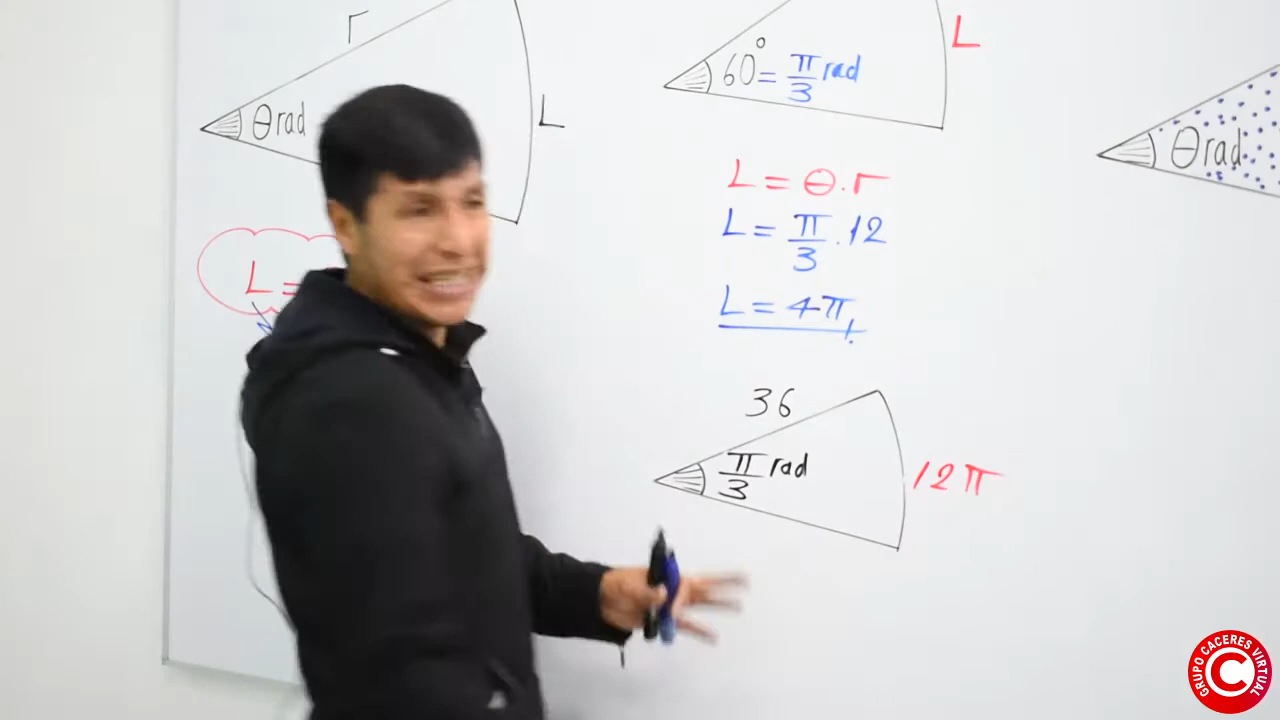 r
θ rad
L
L =
60° = π/3 rad
L
L = θ . r
L = π/3 . 12
L = 4π
36
π/3 rad
12π
θ rad
GRUPO CACERES VIRTUAL
C